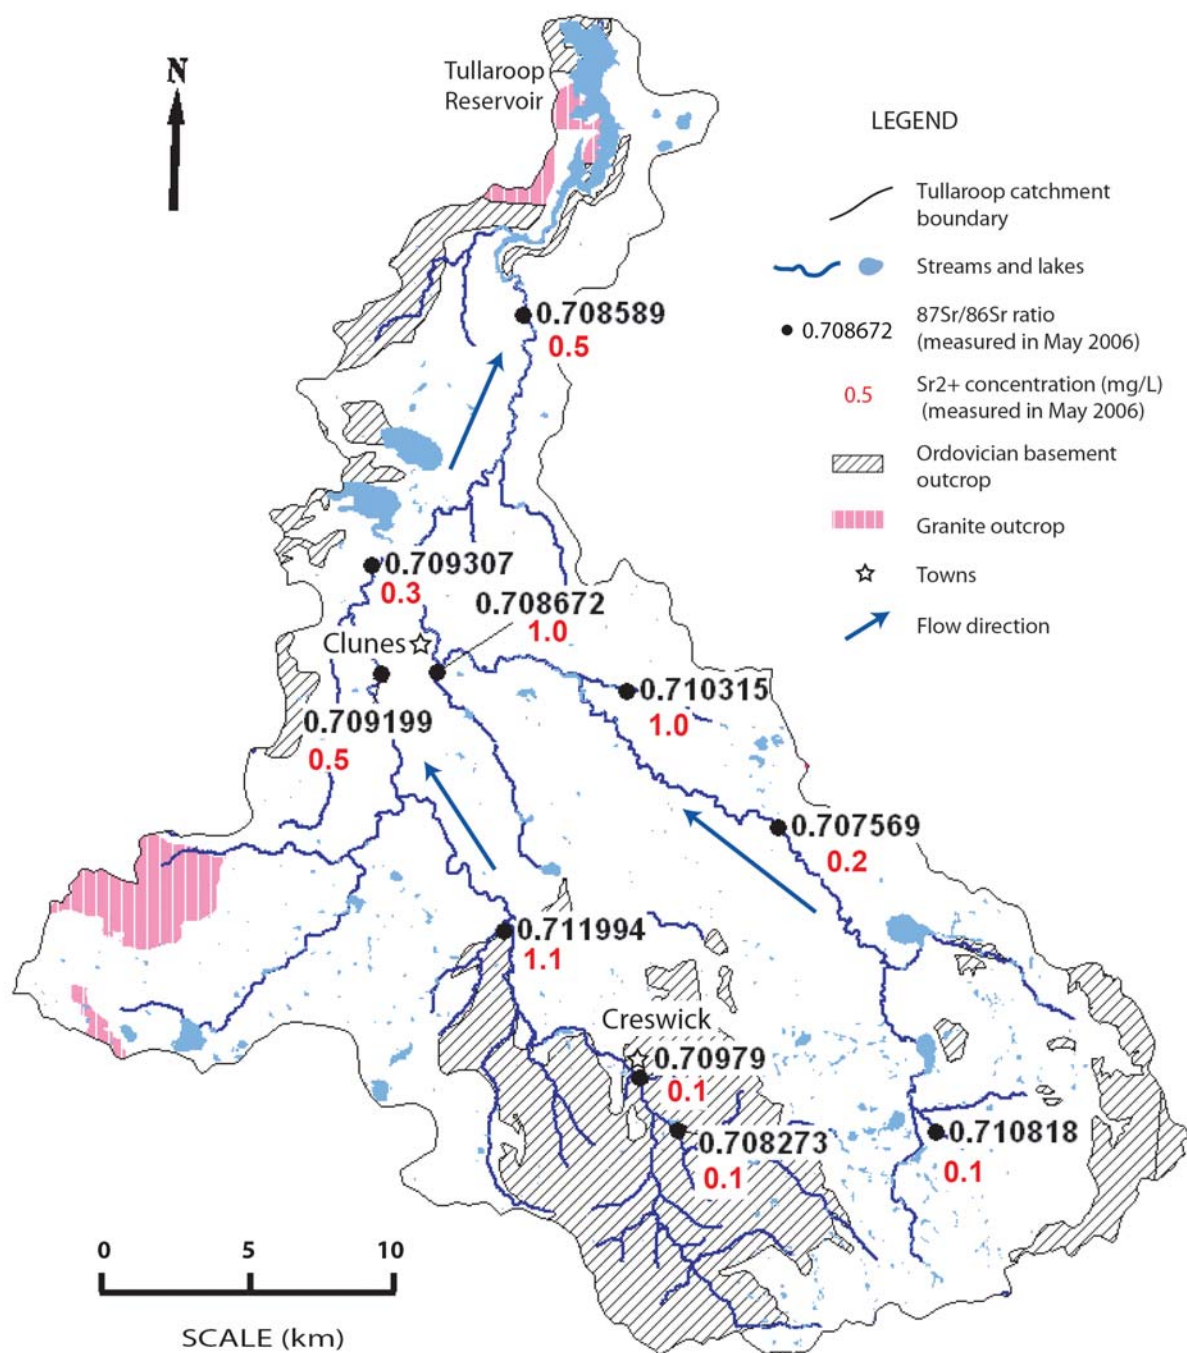 N
Tullaroop
Reservoir
LEGEND
Tullaroop catchment
boundary
Streams and lakes
87Sr/86Sr ratio
0.708672
(measured in May 2006)
0.5
Sr2+ concentration (mg/L)
(measured in May 2006)
Ordovician basement
outcrop
Granite outcrop
Towns
Flow direction
0.708589
0.5
0.709307
0.3
0.708672
1.0
Clunes
0.710315
1.0
0.709199
0.5
0.707569
0.2
0.711994
1.1
Creswick
0.70979
0.1
0.708273
0.1
0.710818
0.1
0 5 10
SCALE (km)